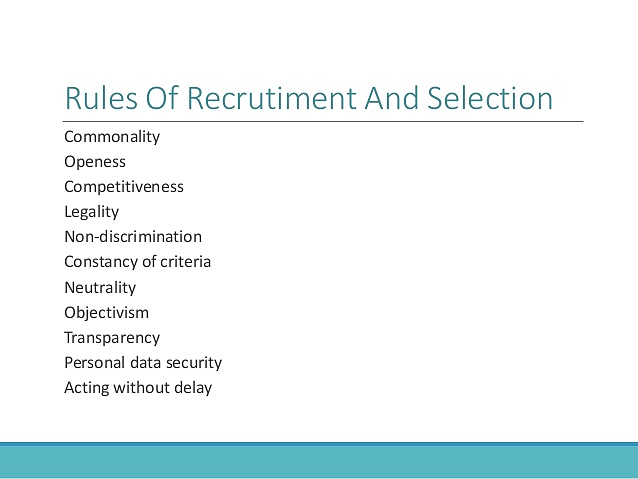 Rules Of Recrutiment And Selection
Commonality
Openess
Competitiveness
Legality
Non-discrimination
Constancy of criteria
Neutrality
Objectivism
Transparency
Personal data security
Acting without delay